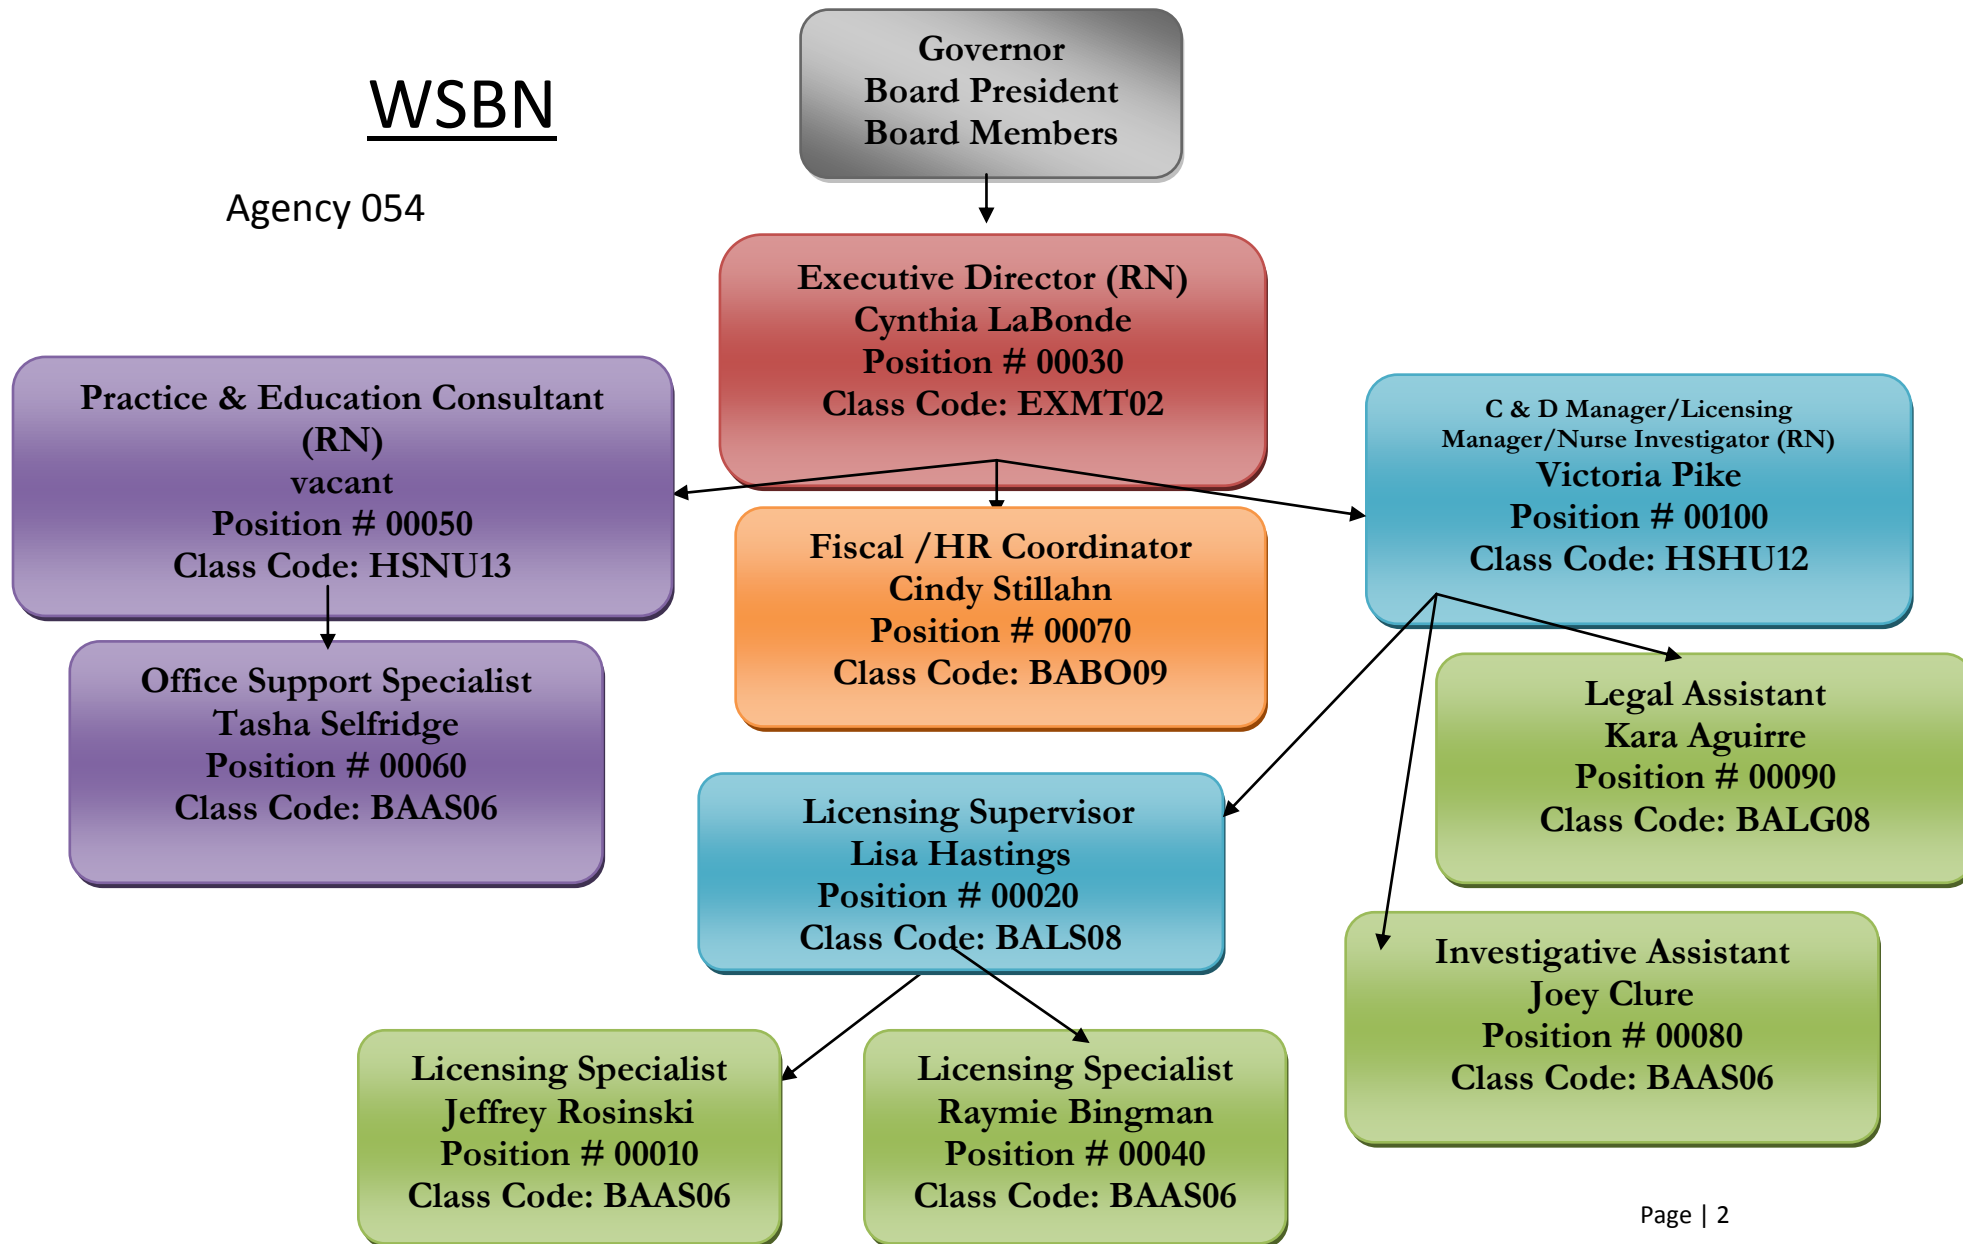 WSBN
Agency 054
Governor
Board President
Board Members
Executive Director (RN)
Cynthia LaBonde
Position # 00030
Class Code: EXMT02
Practice & Education Consultant
(RN)
vacant
Position # 00050
Class Code: HSNU13
Fiscal /HR Coordinator
Cindy Stillahn
Position # 00070
Class Code: BABO09
C & D Manager/Licensing
Manager/Nurse Investigator (RN)
Victoria Pike
Position # 00100
Class Code: HSHU12
Office Support Specialist
Tasha Selfridge
Position # 00060
Class Code: BAAS06
Licensing Supervisor
Lisa Hastings
Position # 00020
Class Code: BALS08
Legal Assistant
Kara Aguirre
Position # 00090
Class Code: BALG08
Investigative Assistant
Joey Clure
Position # 00080
Class Code: BAAS06
Licensing Specialist
Jeffrey Rosinski
Position # 00010
Class Code: BAAS06
Licensing Specialist
Raymie Bingman
Position # 00040
Class Code: BAAS06
Page | 2